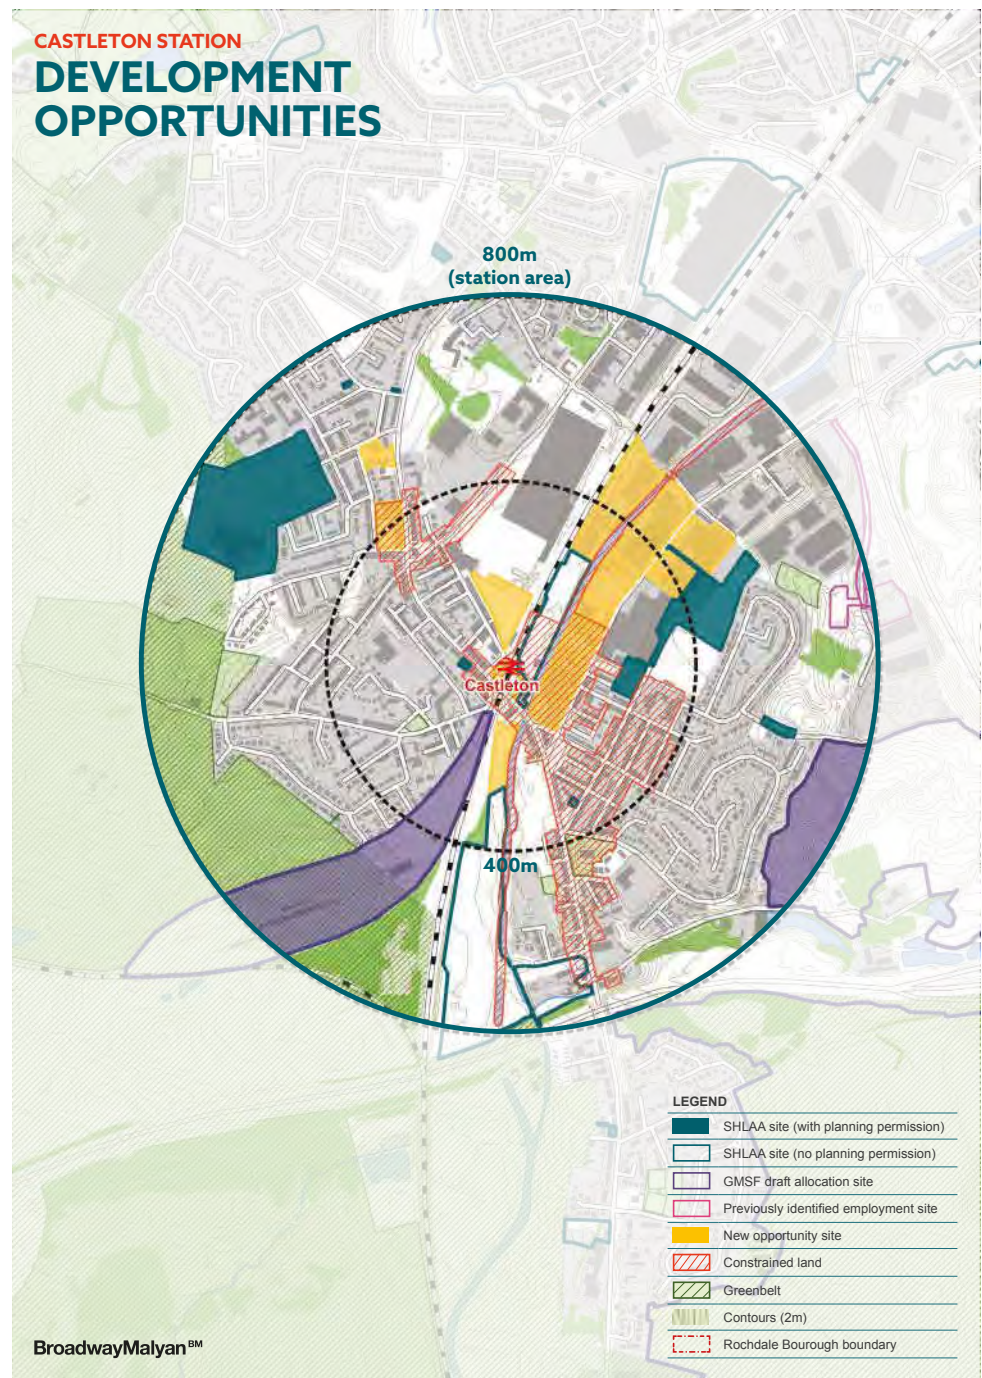 CASTLETON STATION
DEVELOPMENT
OPPORTUNITIES
800m
(station area)
Castleton
400m
LEGEND
SHLAA site (with planning permission)
SHLAA site (no planning permission)
GMSF draft allocation site
Previously identified employment site
New opportunity site
Constrained land
Greenbelt
Contours (2m)
Rochdale Bourough boundary
BroadwayMalyan BM